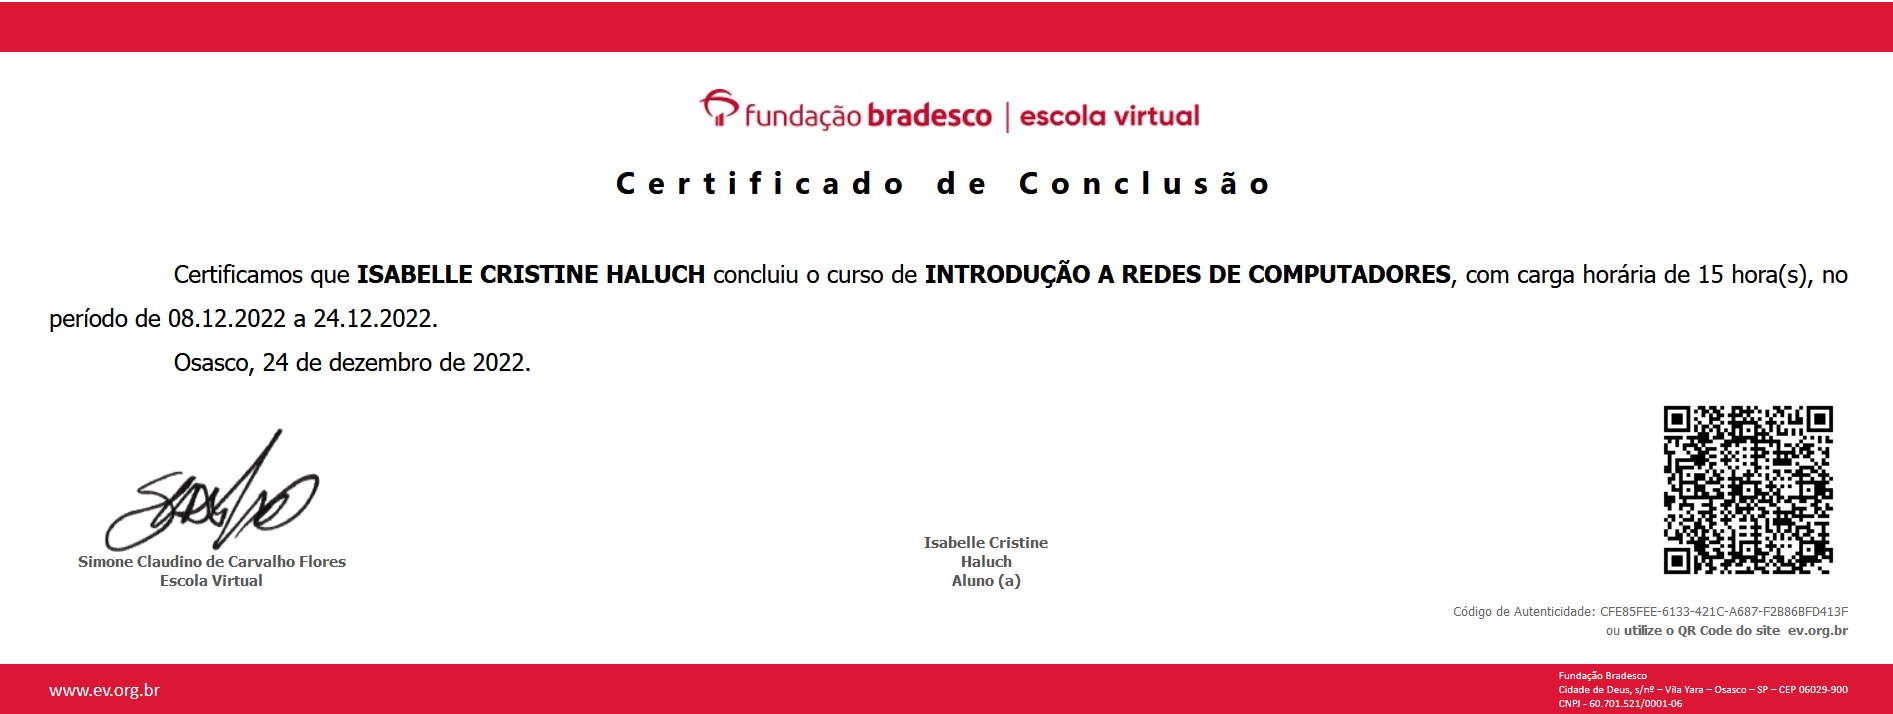 fundação bradesco | escola virtual
Certificado de Conclusão
Certificamos que ISABELLE CRISTINE HALUCH concluiu o curso de INTRODUÇÃO A REDES DE COMPUTADORES, com carga horária de 15 hora(s), no
período de 08.12.2022 a 24.12.2022.
Osasco, 24 de dezembro de 2022.
Simone Claudino de Carvalho Flores
Escola Virtual
Isabelle Cristine
Haluch
Aluno (a)
Código de Autenticidade: CFE85FEE-6133-421C-A687-F2B86BFD413F
ou utilize o QR Code do site ev.org.br
www.ev.org.br
Fundação Bradesco
Cidade de Deus, s/nº – Vila Yara – Osasco – SP – CEP 06029-900
CNPJ - 60.701.521/0001-06